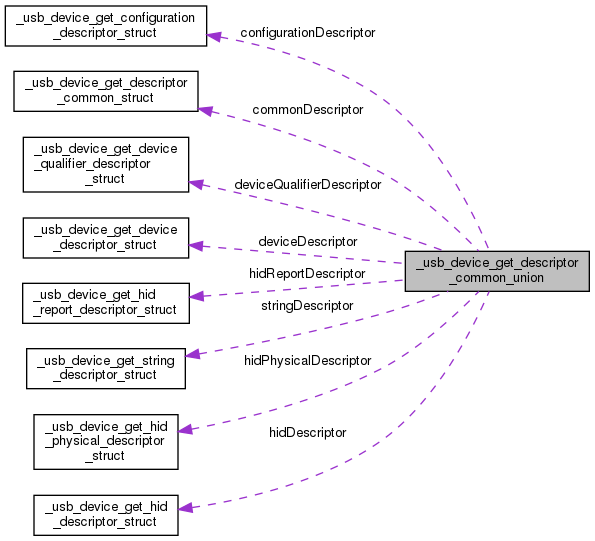 _usb_device_get_configuration
_descriptor_struct
configurationDescriptor
_usb_device_get_descriptor
_common_struct
commonDescriptor
_usb_device_get_device
_qualifier_descriptor
_struct
deviceQualifierDescriptor
_usb_device_get_device
_descriptor_struct
deviceDescriptor
_usb_device_get_descriptor
_common_union
hidReportDescriptor
_usb_device_get_hid
_report_descriptor_struct
stringDescriptor
_usb_device_get_string
_descriptor_struct
hidPhysicalDescriptor
_usb_device_get_hid
_physical_descriptor
_struct
hidDescriptor
_usb_device_get_hid
_descriptor_struct